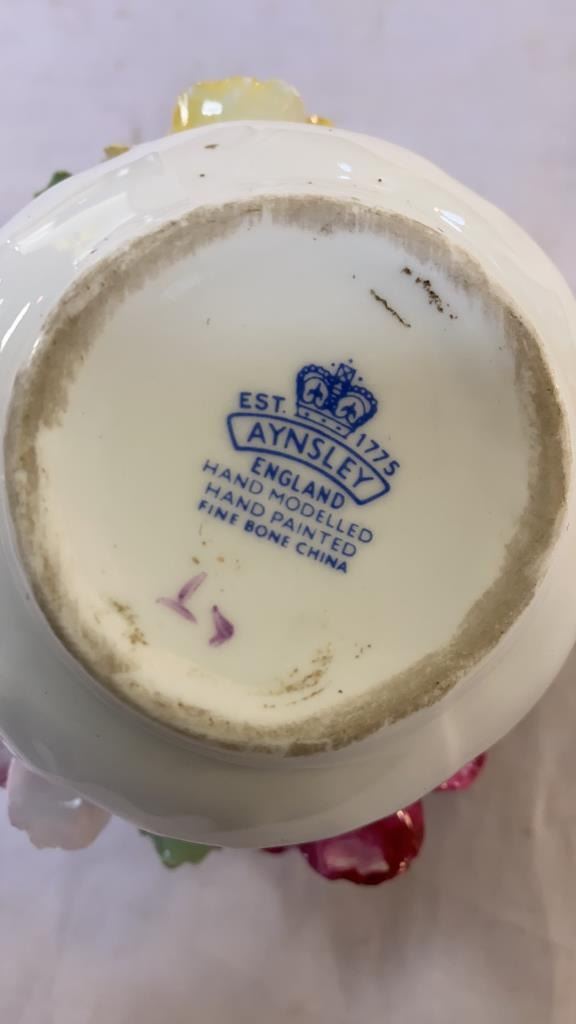 EST. 1775
AYNSLEY
ENGLAND
HAND MODELLED
HAND PAINTED
FINE BONE CHINA